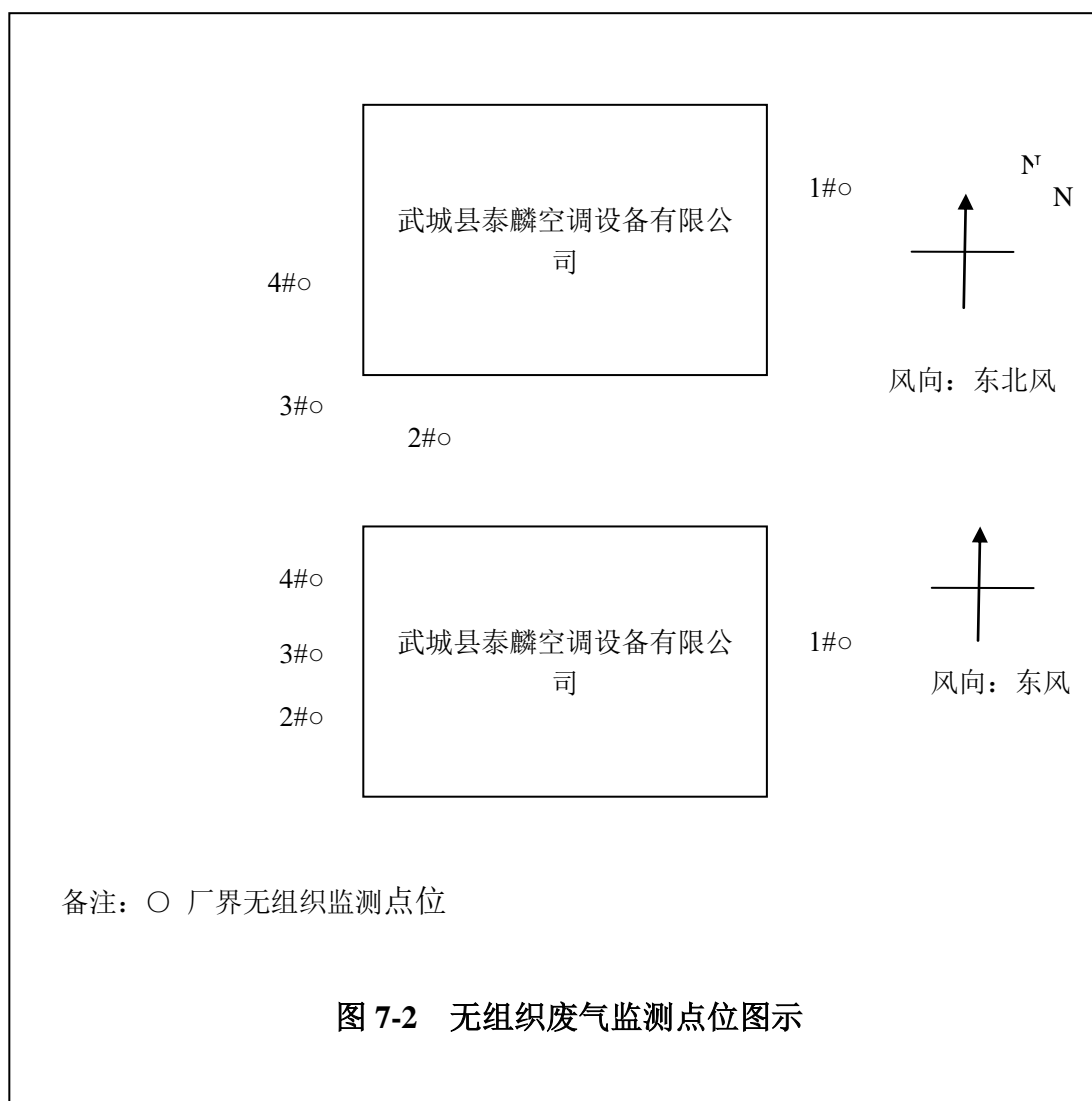 N
1#○
N
武城县泰麟空调设备有限公
司
4#○
风向：东北风
3#○
2#○
4#○
武城县泰麟空调设备有限公
司
1#○
3#○
风向：东风
2#○
备注：○ 厂界无组织监测点位
图 7-2 无组织废气监测点位图示